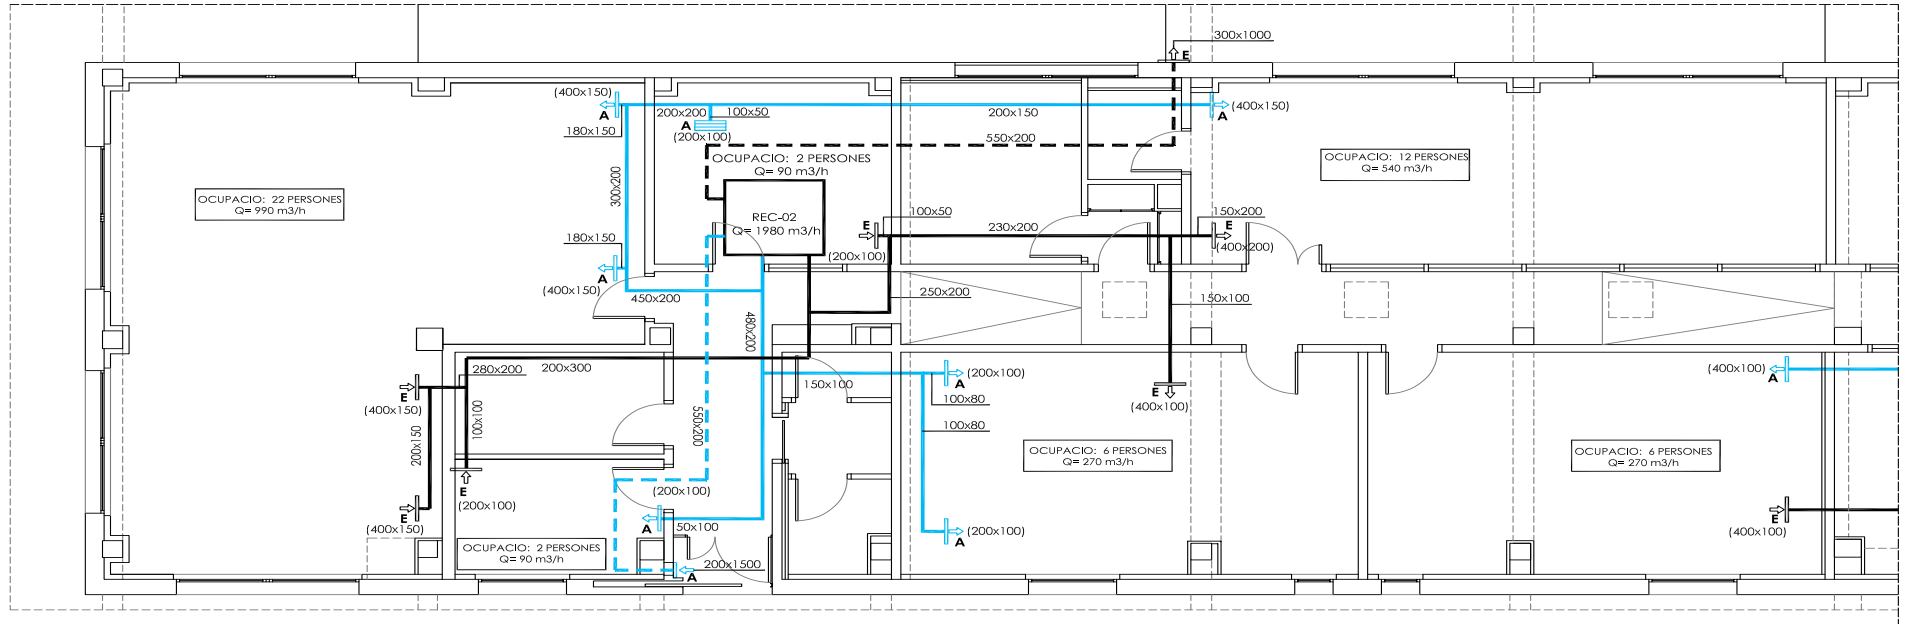 300x1000
E
(400x150)
A
180x150
200x200
100x50
A
(200x100)
200x150
(400x150)
A
550x200
OCUPACIO: 2 PERSONES
Q= 90 m3/h
OCUPACIO: 12 PERSONES
Q= 540 m3/h
OCUPACIO: 22 PERSONES
Q= 990 m3/h
300x200
REC-02
Q= 1980 m3/h
100x50
E
(200x100)
230x200
150x200
E
(400x200)
180x150
A
(400x150)
450x200
250x200
150x100
480x200
280x200
200x300
150x100
E
(400x150)
200x150
100x100
550x200
(200x100)
A
100x80
100x80
E
(400x100)
(400x100)
A
OCUPACIO: 6 PERSONES
Q= 270 m3/h
OCUPACIO: 6 PERSONES
Q= 270 m3/h
E
(200x100)
(200x100)
E
(400x150)
A
50x100
(200x100)
A
E
(400x100)
OCUPACIO: 2 PERSONES
Q= 90 m3/h
200x1500
A